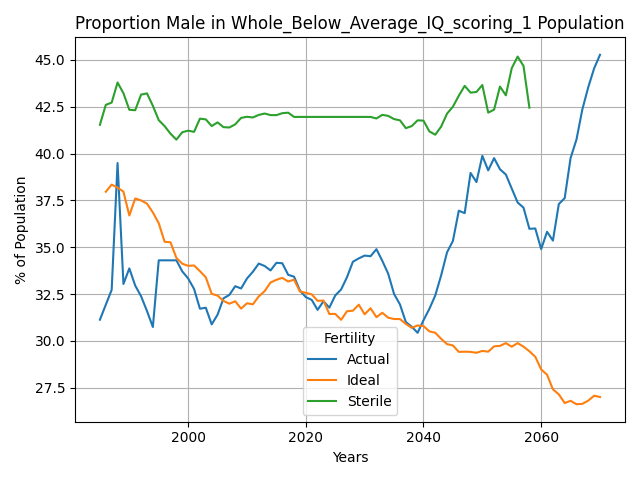 Proportion Male in Whole_Below_Average_IQ_scoring_1 Population
45.0
42.5
40.0
37.5
35.0
32.5
30.0
27.5
% of Population
Fertility
Actual
Ideal
Sterile
2000
2020
2040
2060
Years